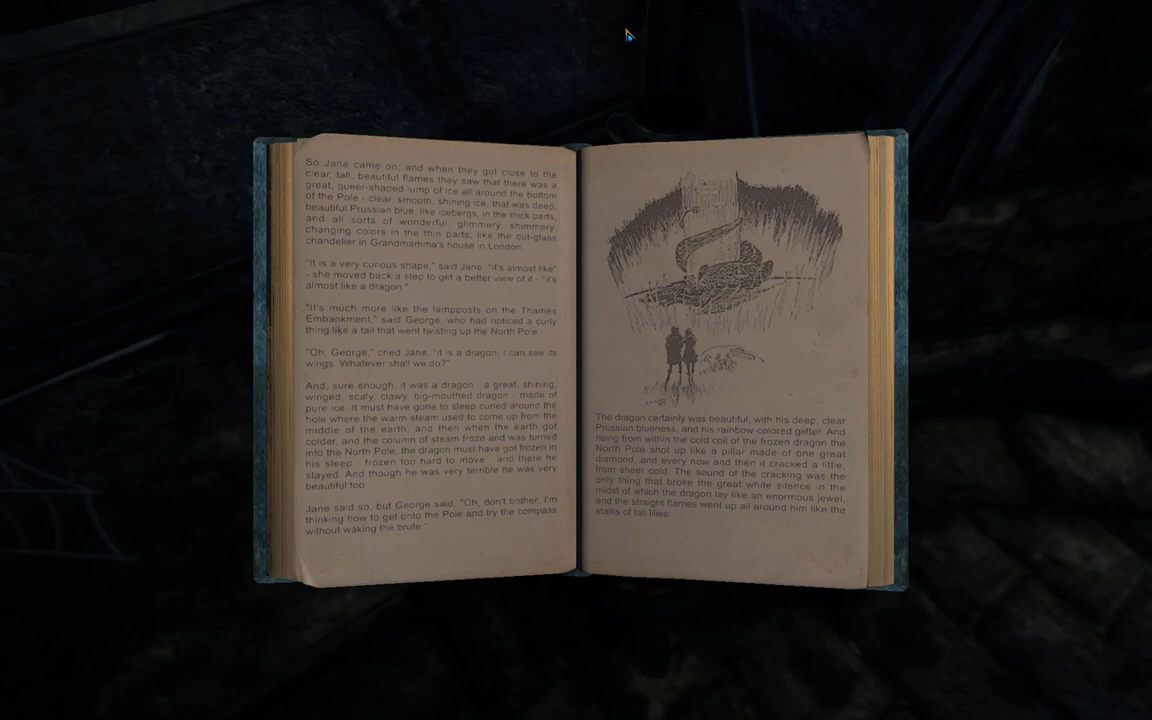 So Jane came on; and when they got close to the
clear, tall, beautiful flames they saw that there was a
great, queer-shaped lump of ice all around the bottom
of the Pole - clear, smooth, shining ice, that was deep,
beautiful Prussian blue, like icebergs, in the thick parts,
and all sorts of wonderful, glimmery, shimmery,
changing colors in the thin parts, like the cut-glass
chandelier in Grandmamma's house in London.
"It is a very curious shape," said Jane. "It's almost like"
- she moved back a step to get a better view of it - "it's
almost like a dragon."
"It's much more like the lampposts on the Thames
Embankment," said George, who had noticed a curly
thing like a tail that went twisting up the North Pole.
"Oh, George," cried Jane, "it is a dragon; I can see its
wings. Whatever shall we do?"
And, sure enough, it was a dragon - a great, shining,
winged, scaly, clawy, big-mouthed dragon - made of
pure ice. It must have gone to sleep curled around the
hole where the warm steam used to come up from the
middle of the earth, and then when the earth got
colder, and the column of steam froze and was turned
into the North Pole, the dragon must have got frozen in
his sleep - frozen too hard to move - and there he
stayed. And though he was very terrible he was very
beautiful too.
Jane said so, but George said, "Oh, don't bother; I'm
thinking how to get onto the Pole and try the compass
without waking the brute."
The dragon certainly was beautiful, with his deep, clear
Prussian blueness, and his rainbow-colored glitter. And
rising from within the cold coil of the frozen dragon the
North Pole shot up like a pillar made of one great
diamond, and every now and then it cracked a little,
from sheer cold. The sound of the cracking was the
only thing that broke the great white silence in the
midst of which the dragon lay like an enormous jewel,
and the straight flames went up all around him like the
stalks of tall lilies.